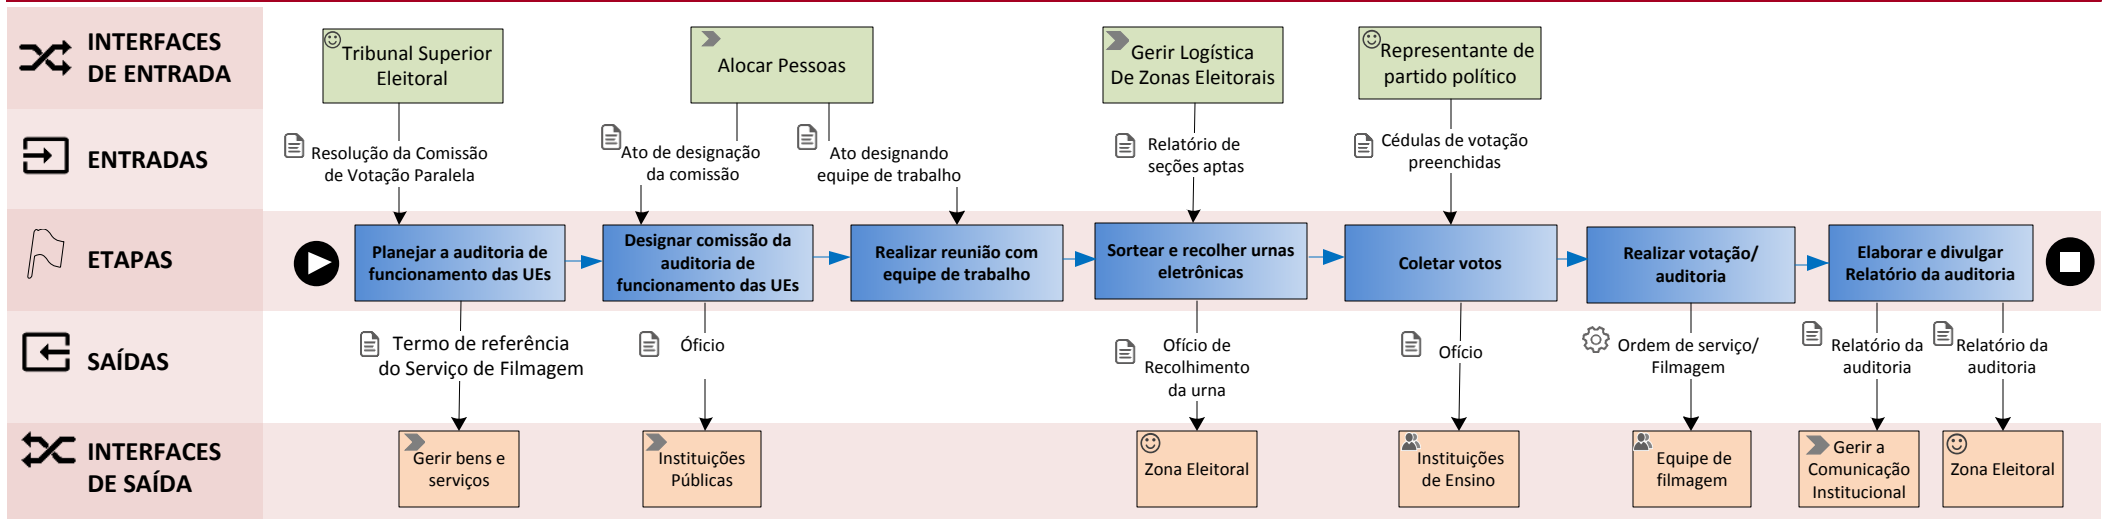 INTERFACES
DE ENTRADA
Tribunal Superior
Eleitoral
Alocar Pessoas
Gerir Logística
De Zonas Eleitorais
Representante de
partido político
ENTRADAS
Resolução da Comissão
de Votação Paralela
Ato de designação
da comissão
Ato designando
equipe de trabalho
Relatório de
seções aptas
Cédulas de votação
preenchidas
ETAPAS
Planejar a auditoria de
funcionamento das UEs
Designar comissão da
auditoria de
funcionamento das UEs
Realizar reunião com
equipe de trabalho
Sortear e recolher urnas
eletrônicas
Coletar votos
Realizar votação/
auditoria
Elaborar e divulgar
Relatório da auditoria
SAÍDAS
Termo de referência
do Serviço de Filmagem
Óficio
Ofício de
Recolhimento
da urna
Ofício
Ordem de serviço/
Filmagem
Relatório da
auditoria
Relatório da
auditoria
INTERFACES
DE SAÍDA
Gerir bens e
serviços
Instituições
Públicas
Zona Eleitoral
Instituições
de Ensino
Equipe de
filmagem
Gerir a
Comunicação
Institucional
Zona Eleitoral